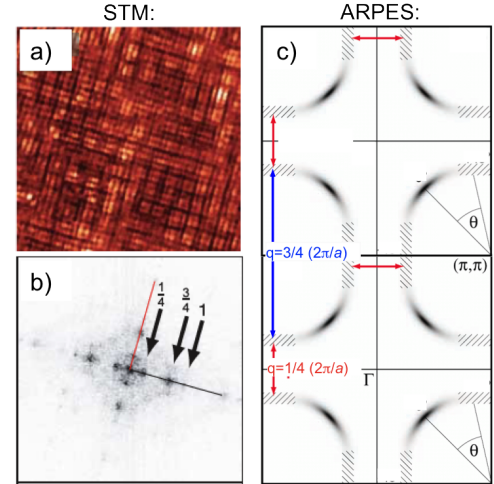 STM:
ARPES:
a)
c)
θ
q=3/4 (2π/a)
(π,π)
b)
1/4
3/4
1
q=1/4 (2π/a)
Γ
θ